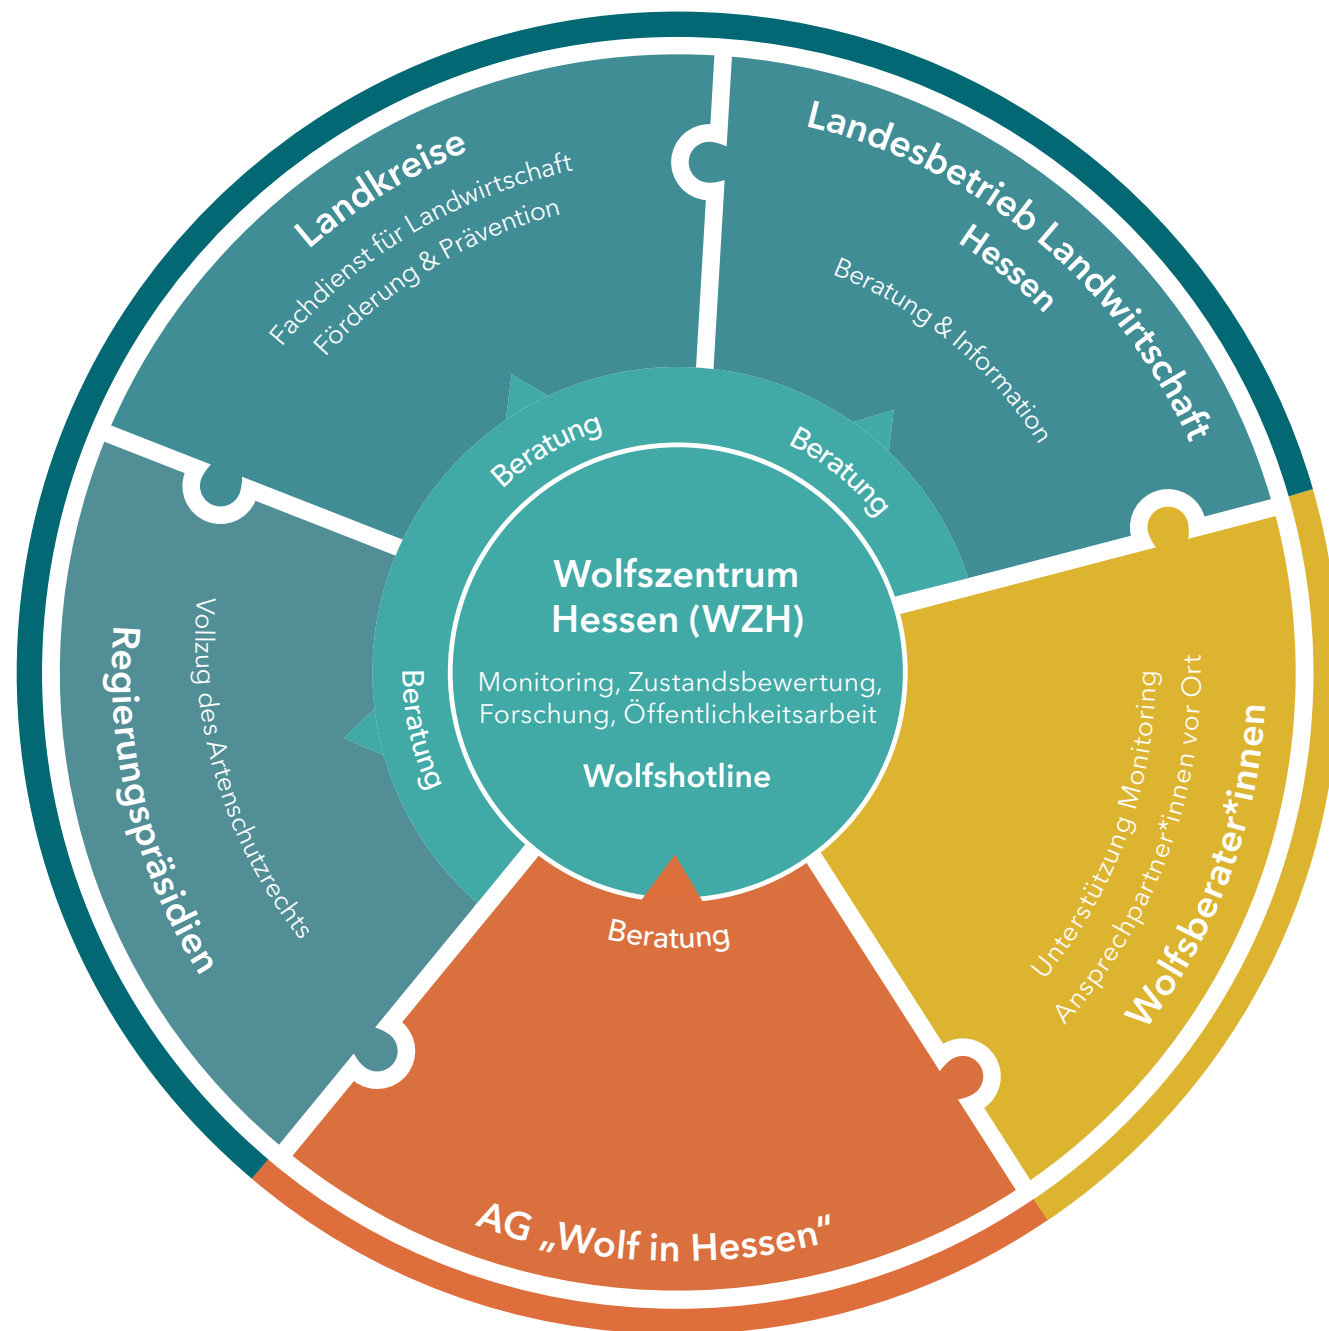 Landkreise
Fachdienst für Landwirtschaft
Förderung & Prävention
Landesbetrieb Landwirtschaft
Hessen
Beratung & Information
Beratung
Beratung
Beratung
Wolfszentrum
Hessen (WZH)
Monitoring, Zustandsbewertung,
Forschung, Öffentlichkeitsarbeit
Wolfshotline
Regierungspräsidien
Vollzug des Artenschutzrechts
Unterstützung Monitoring
Ansprechpartner*innen vor Ort
Wolfsberater*innen
Beratung
AG „Wolf in Hessen“